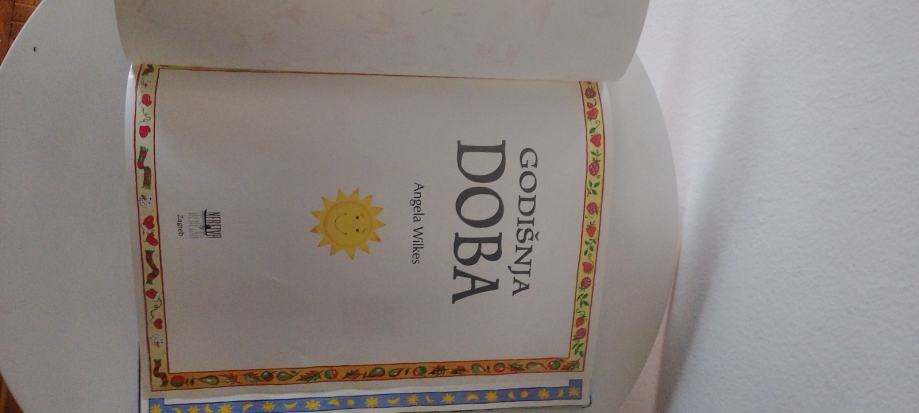 GODIŠNJA
DOBA
Angela Wilkes
Zagreb